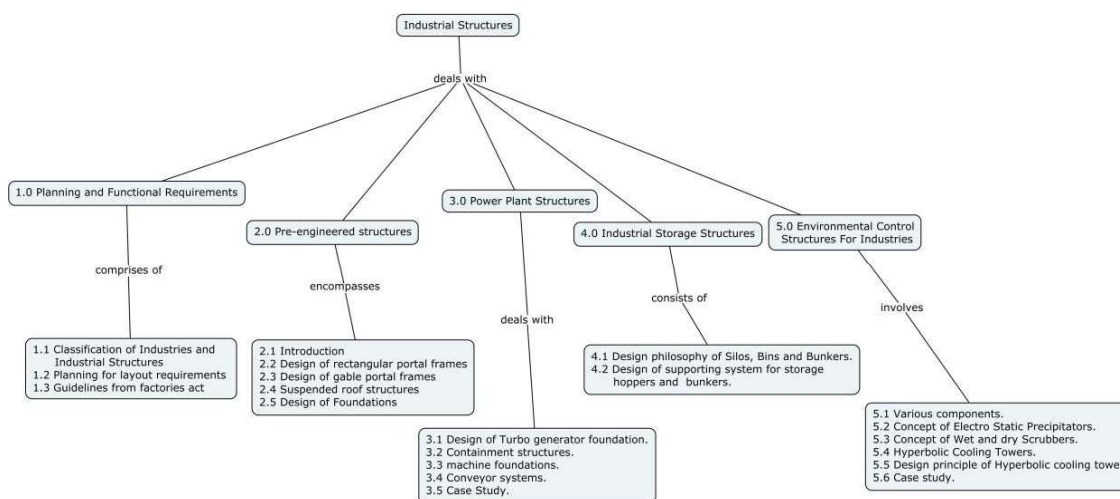 Industrial Structures
deals with
1.0 Planning and Functional Requirements
2.0 Pre-engineered structures
3.0 Power Plant Structures
4.0 Industrial Storage Structures
5.0 Environmental Control
Structures For Industries
comprises of
encompasses
deals with
consists of
involves
1.1 Classification of Industries and
Industrial Structures
1.2 Planning for layout requirements
1.3 Guidelines from factories act
2.1 Introduction
2.2 Design of rectangular portal frames
2.3 Design of gable portal frames
2.4 Suspended roof structures
2.5 Design of Foundations
3.1 Design of Turbo generator foundation.
3.2 Containment structures.
3.3 machine foundations.
3.4 Conveyor systems.
3.5 Case Study.
4.1 Design philosophy of Silos, Bins and Bunkers.
4.2 Design of supporting system for storage
hoppers and bunkers.
5.1 Various components.
5.2 Concept of Electro Static Precipitators.
5.3 Concept of Wet and dry Scrubbers.
5.4 Hyperbolic Cooling Towers.
5.5 Design principle of Hyperbolic cooling towe
5.6 Case study.